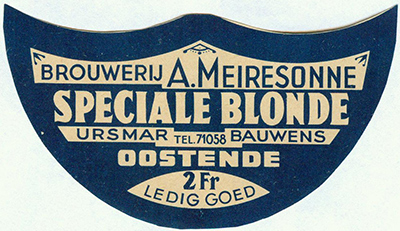 BROUWERIJ A. MEIRESONNE
SPECIALE BLONDE
URSMAR TEL. 71058 BAUWENS
OOSTENDE
2 Fr
LEDIG GOED